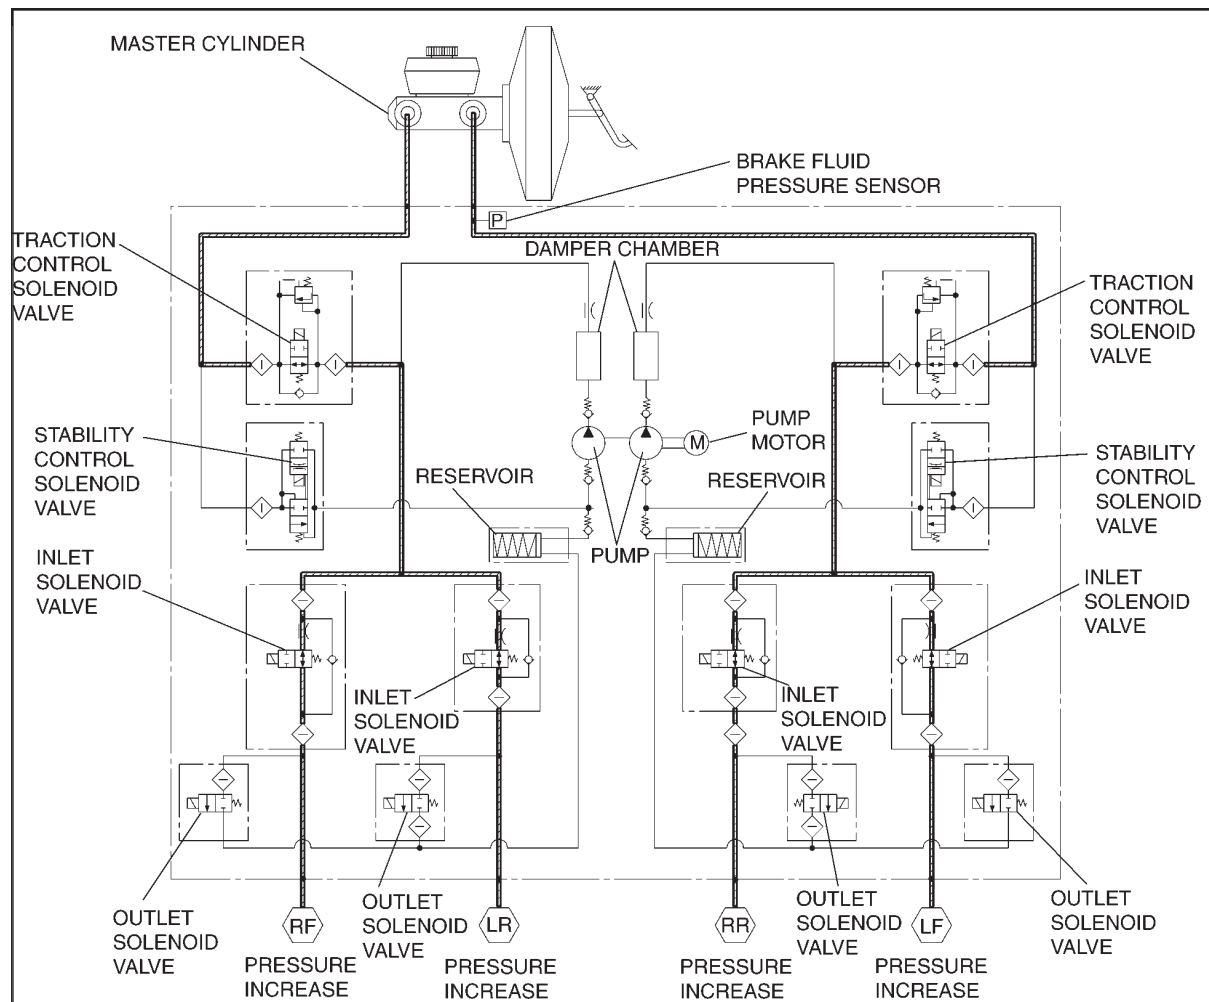 MASTER CYLINDER
BRAKE FLUID
PRESSURE SENSOR
P
DAMPER CHAMBER
TRACTION
CONTROL
SOLENOID
VALVE
TRACTION
CONTROL
SOLENOID
VALVE
STABILITY
CONTROL
SOLENOID
VALVE
RESERVOIR
PUMP
MOTOR
M
RESERVOIR
STABILITY
CONTROL
SOLENOID
VALVE
PUMP
INLET
SOLENOID
VALVE
INLET
SOLENOID
VALVE
INLET
SOLENOID
VALVE
INLET
SOLENOID
VALVE
OUTLET
SOLENOID
VALVE
OUTLET
SOLENOID
VALVE
OUTLET
SOLENOID
VALVE
OUTLET
SOLENOID
VALVE
RF
LR
RR
LF
PRESSURE
INCREASE
PRESSURE
INCREASE
PRESSURE
INCREASE
PRESSURE
INCREASE